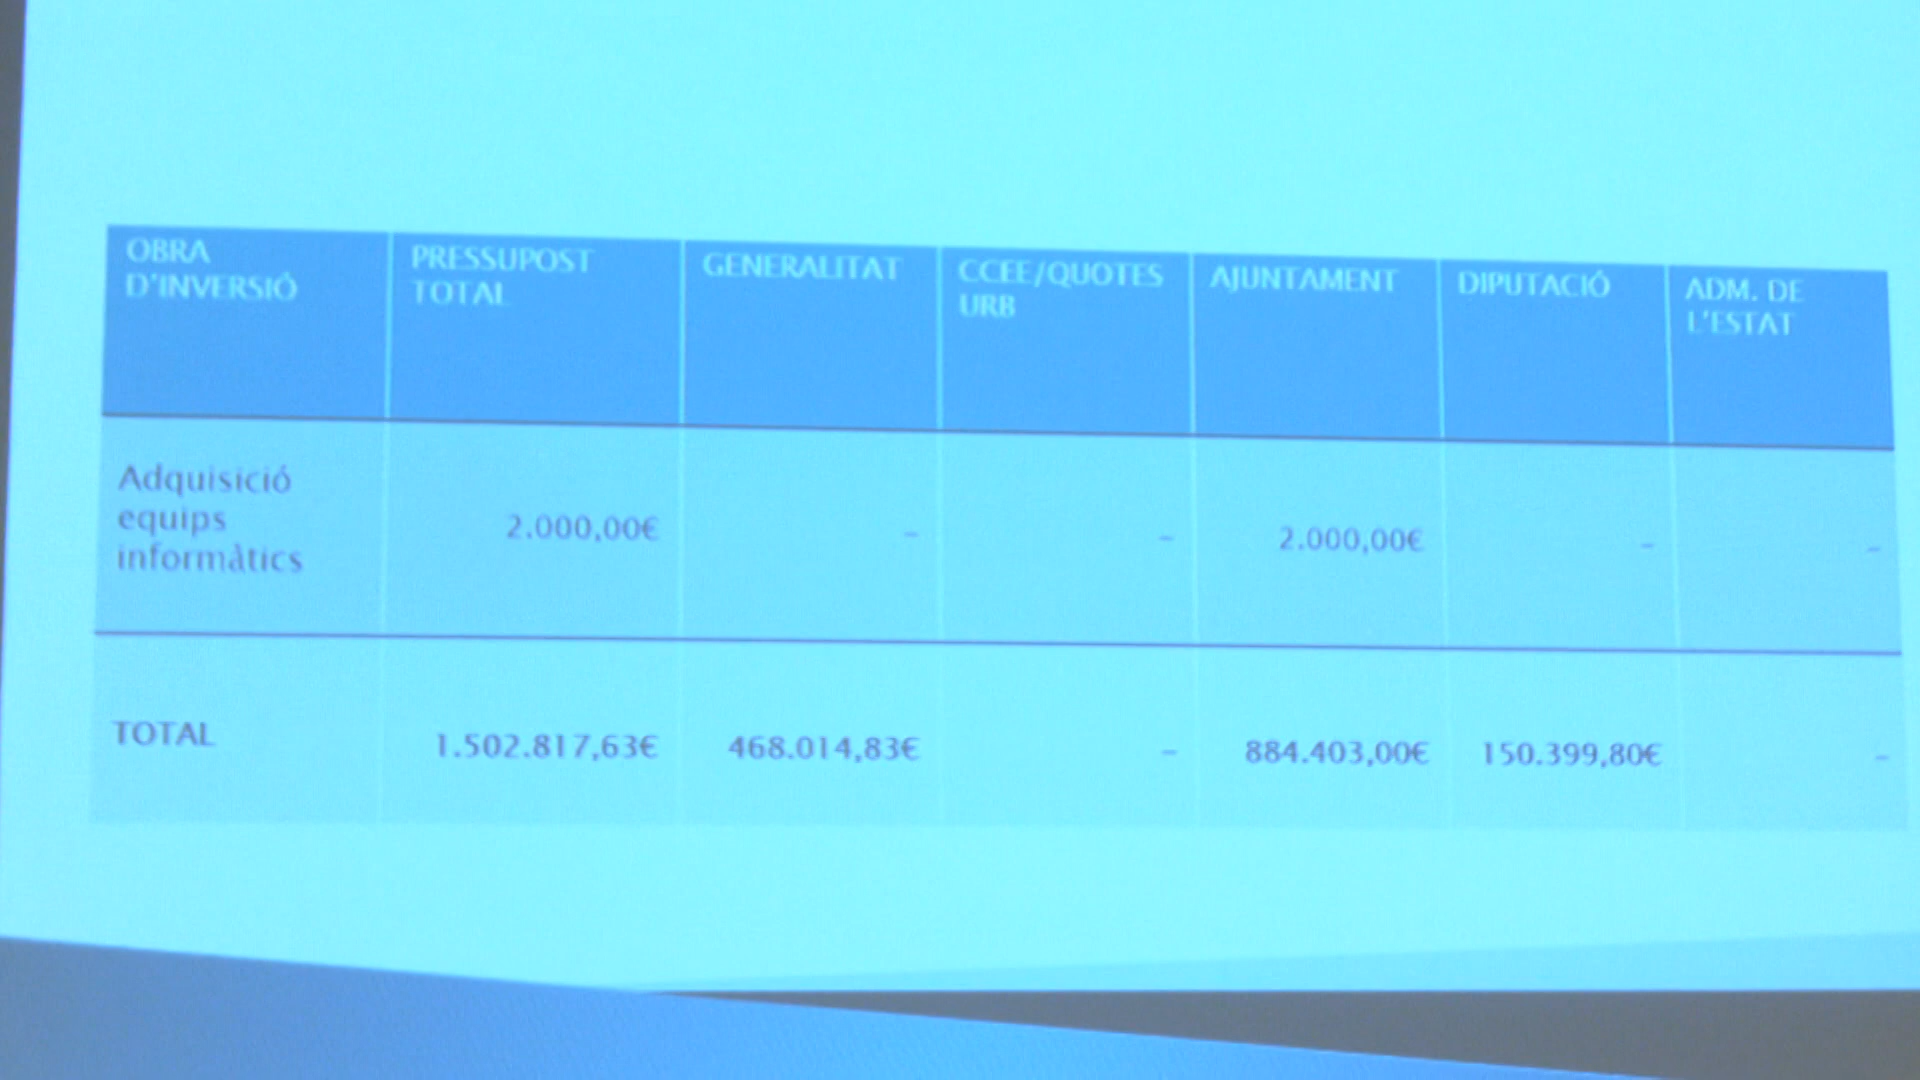 OBRA
D'INVERSIÓ
PRESSUPOST
TOTAL
GENERALITAT
CCEE/QUOTES
URB
AJUNTAMENT
DIPUTACIÓ
ADM. DE
L'ESTAT
Adquisició
equips
informàtics
2.000,00€
–
–
2.000,00€
–
–
TOTAL
1.502.817,63€
468.014,83€
–
884.403,00€
150.399,80€
–